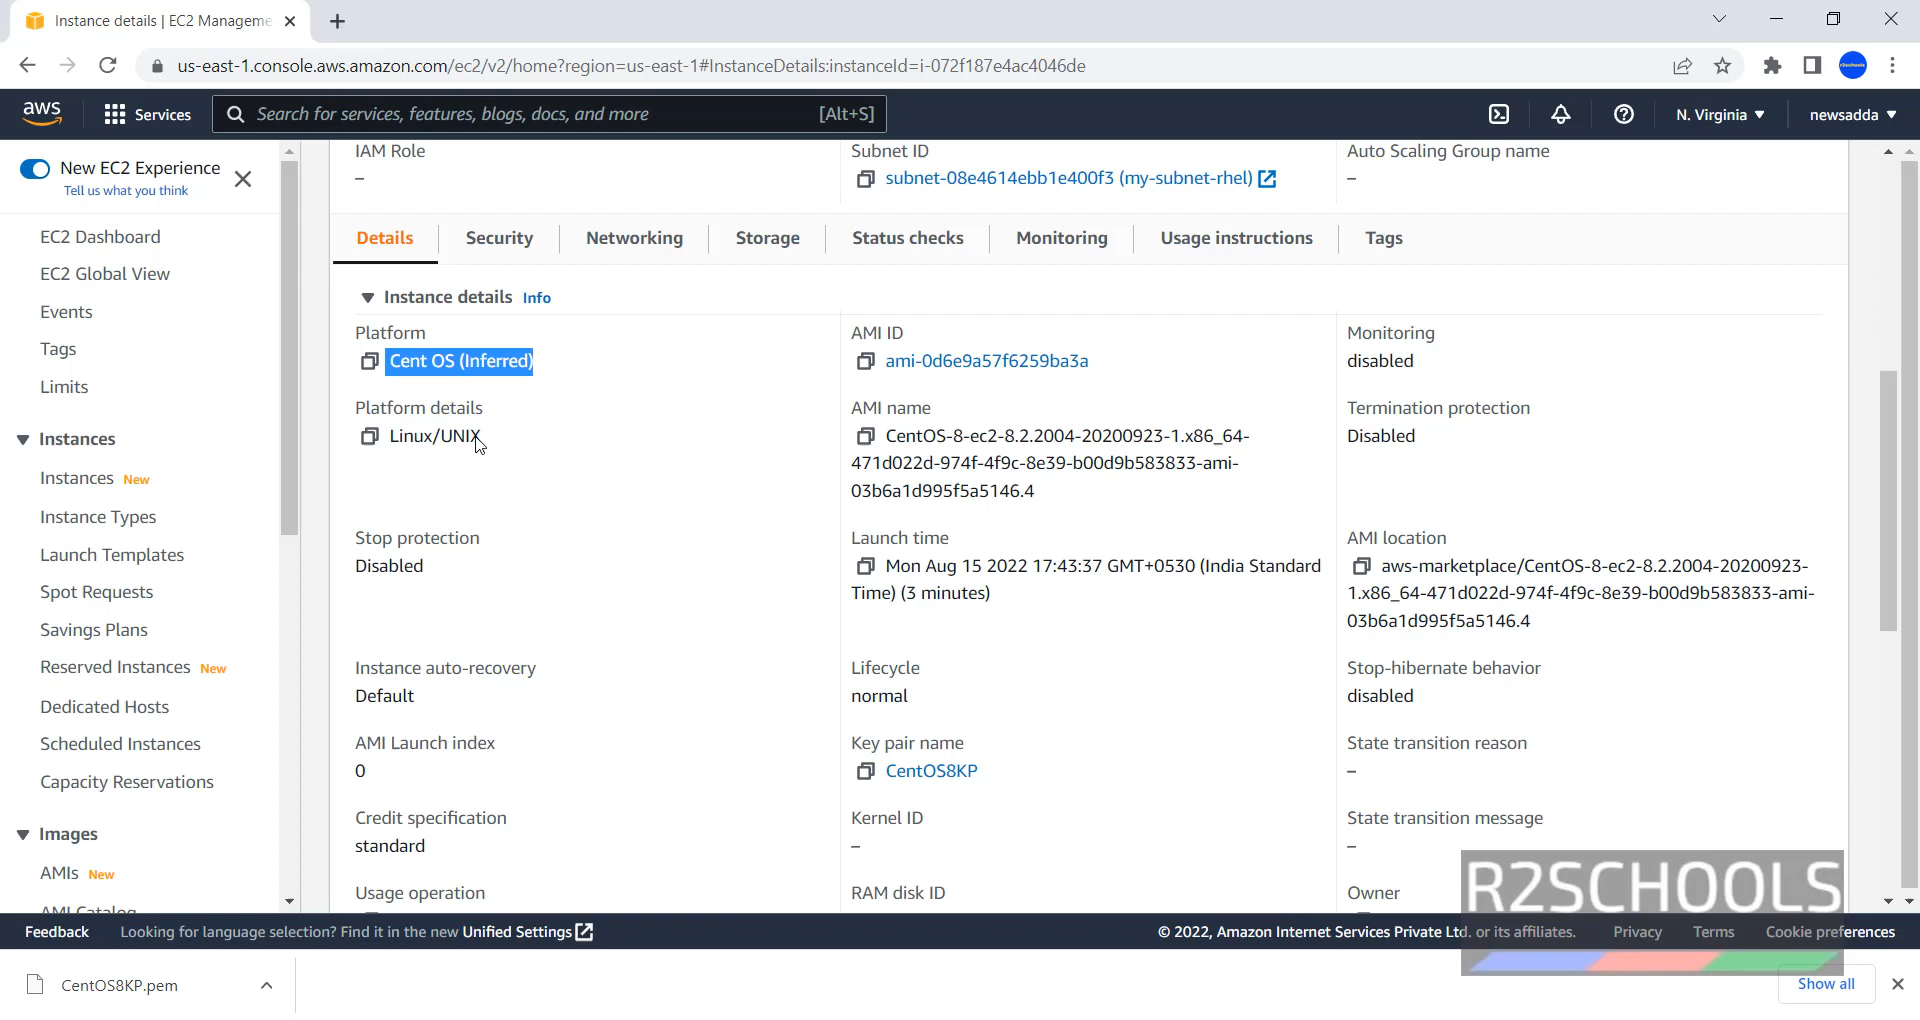 Instance details | EC2 Manageme
us-east-1.console.aws.amazon.com/ec2/v2/home?region=us-east-1#InstanceDetails:instanceId=i-072f187e4ac4046de
aws
Services
Search for services, features, blogs, docs, and more
[Alt+S]
N. Virginia ▼
newsadda ▼
New EC2 Experience
Tell us what you think
EC2 Dashboard
EC2 Global View
Events
Tags
Limits
Instances
Instances New
Instance Types
Launch Templates
Spot Requests
Savings Plans
Reserved Instances New
Dedicated Hosts
Scheduled Instances
Capacity Reservations
Images
AMIs New
AMI Catalog
IAM Role
–
Subnet ID
subnet-08e4614ebb1e400f3 (my-subnet-rhel)
Auto Scaling Group name
–
Details
Security
Networking
Storage
Status checks
Monitoring
Usage instructions
Tags
Instance details Info
Platform
Cent OS (Inferred)
AMI ID
ami-0d6e9a57f6259ba3a
Monitoring
disabled
Platform details
Linux/UNIX
AMI name
CentOS-8-ec2-8.2.2004-20200923-1.x86_64-
471d022d-974f-4f9c-8e39-b00d9b583833-ami-
03b6a1d995f5a5146.4
Termination protection
Disabled
Stop protection
Disabled
Launch time
Mon Aug 15 2022 17:43:37 GMT+0530 (India Standard
Time) (3 minutes)
AMI location
aws-marketplace/CentOS-8-ec2-8.2.2004-20200923-
1.x86_64-471d022d-974f-4f9c-8e39-b00d9b583833-ami-
03b6a1d995f5a5146.4
Instance auto-recovery
Default
Lifecycle
normal
Stop-hibernate behavior
disabled
AMI Launch index
0
Key pair name
CentOS8KP
State transition reason
–
Credit specification
standard
Kernel ID
–
State transition message
–
Usage operation
RAM disk ID
Owner
R2SCHOOLS
Feedback
Looking for language selection? Find it in the new Unified Settings
© 2022, Amazon Internet Services Private Ltd. or its affiliates.
Privacy
Terms
Cookie preferences
CentOS8KP.pem
Show all